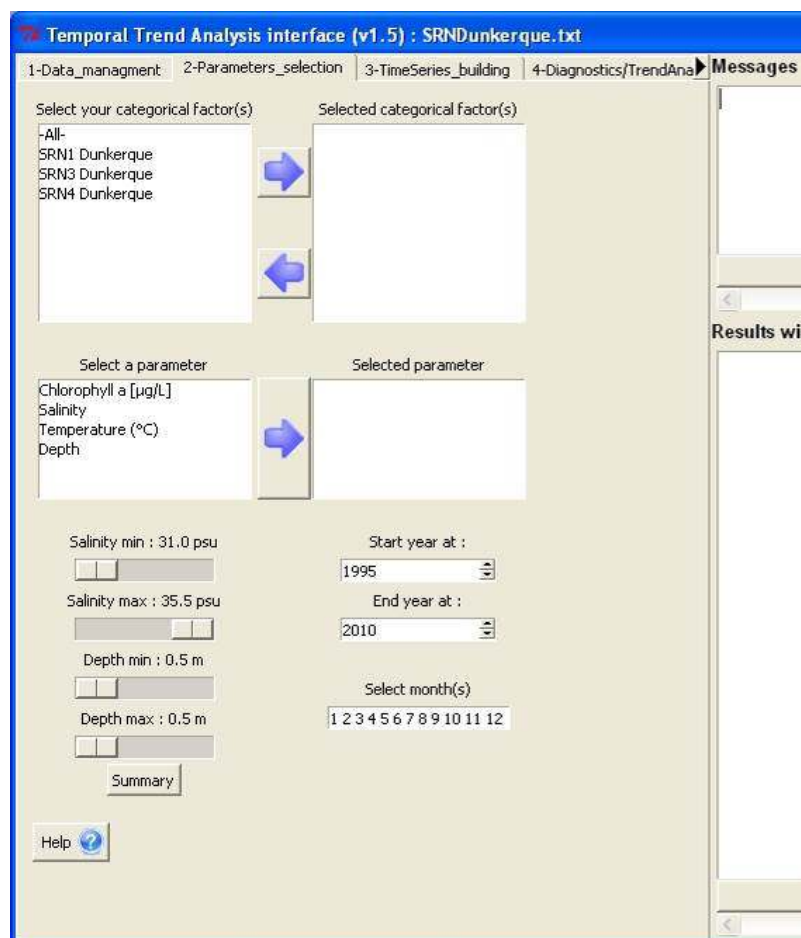 Temporal Trend Analysis interface (v1.5) : SRNDunkerque.txt
1-Data_managment 2-Parameters_selection 3-TimeSeries_building 4-Diagnostics/TrendAna Messages
Select your categorical factor(s) Selected categorical factor(s)
-All-
SRN1 Dunkerque
SRN3 Dunkerque
SRN4 Dunkerque
Results wi
Select a parameter Selected parameter
Chlorophyll a [µg/L]
Salinity
Temperature (°C)
Depth
Salinity min : 31.0 psu Start year at :
1995
Salinity max : 35.5 psu End year at :
2010
Depth min : 0.5 m
Select month(s)
Depth max : 0.5 m 1 2 3 4 5 6 7 8 9 10 11 12
Summary
Help